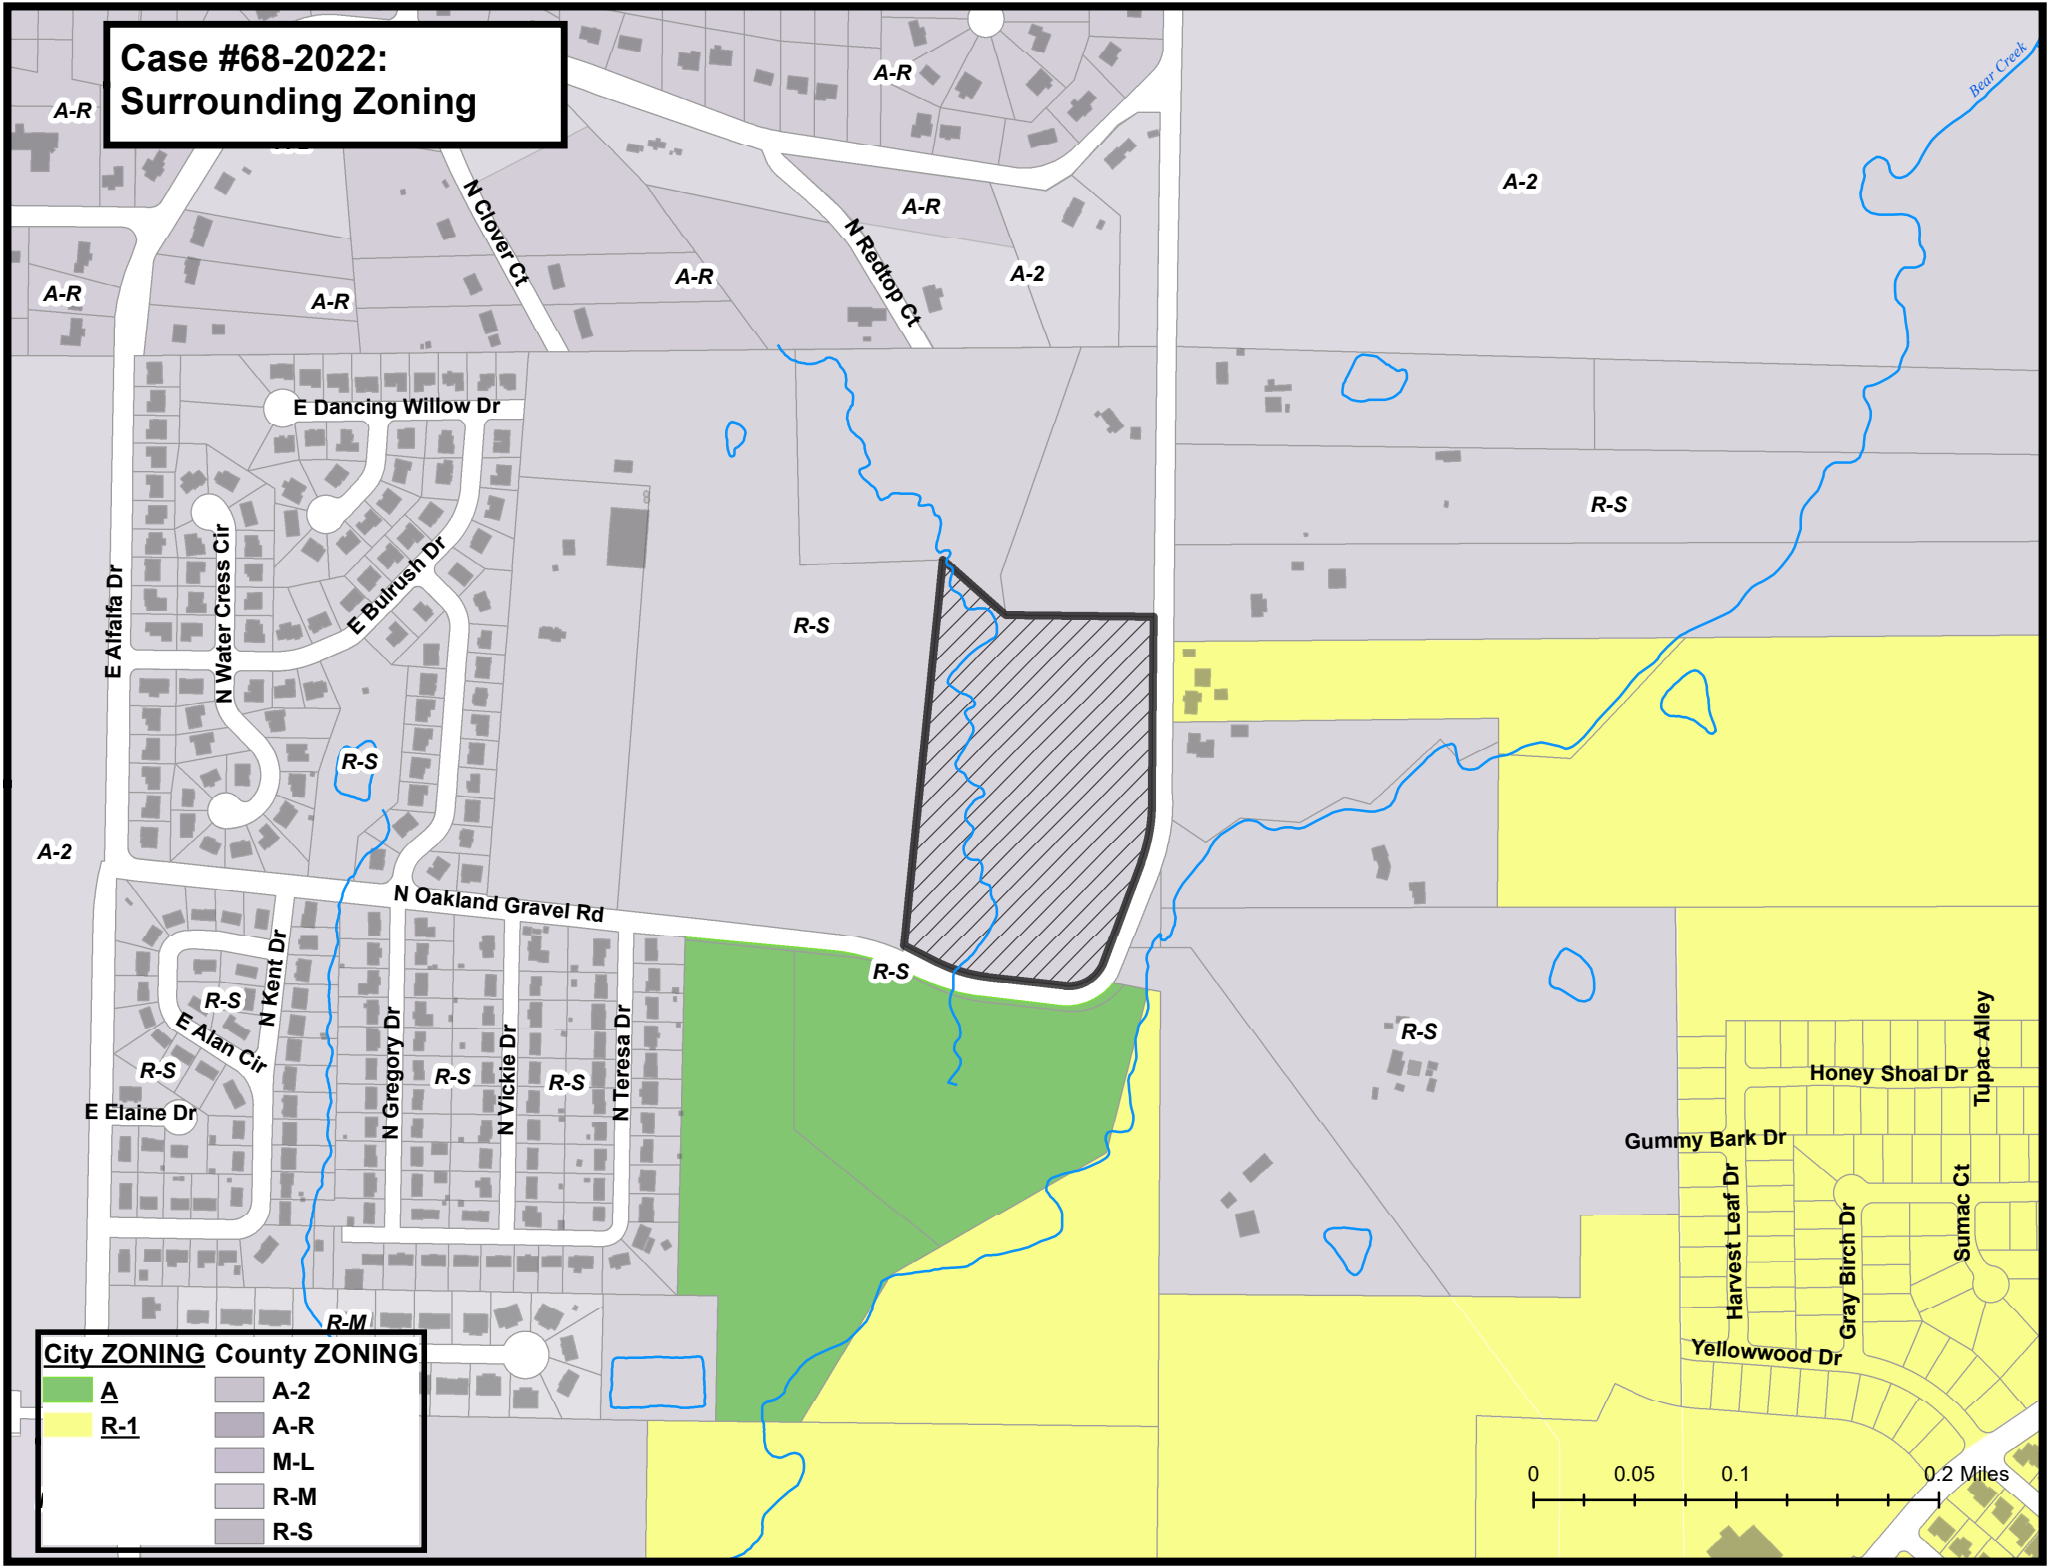 Case #68-2022:
Surrounding Zoning
Bear Creek
A-R
A-R
A-2
A-R
N Clover Ct
N Redtop Ct
A-R
A-R
A-R
A-2
E Dancing Willow Dr
R-S
N Water Cress Cir
E Bulrush Dr
E Alfalfa Dr
R-S
R-S
A-2
N Oakland Gravel Rd
R-S
N Kent Dr
R-S
E Alan Cir
R-S
N Gregory Dr
R-S
N Vickie Dr
R-S
N Teresa Dr
R-S
E Elaine Dr
Tupac Alley
Honey Shoal Dr
Gummy Bark Dr
Harvest Leaf Dr
Gray Birch Dr
Sumac Ct
Yellowwood Dr
R-M
City ZONING County ZONING
A A-2
R-1 A-R
M-L
R-M
R-S
0 0.05 0.1 0.2 Miles